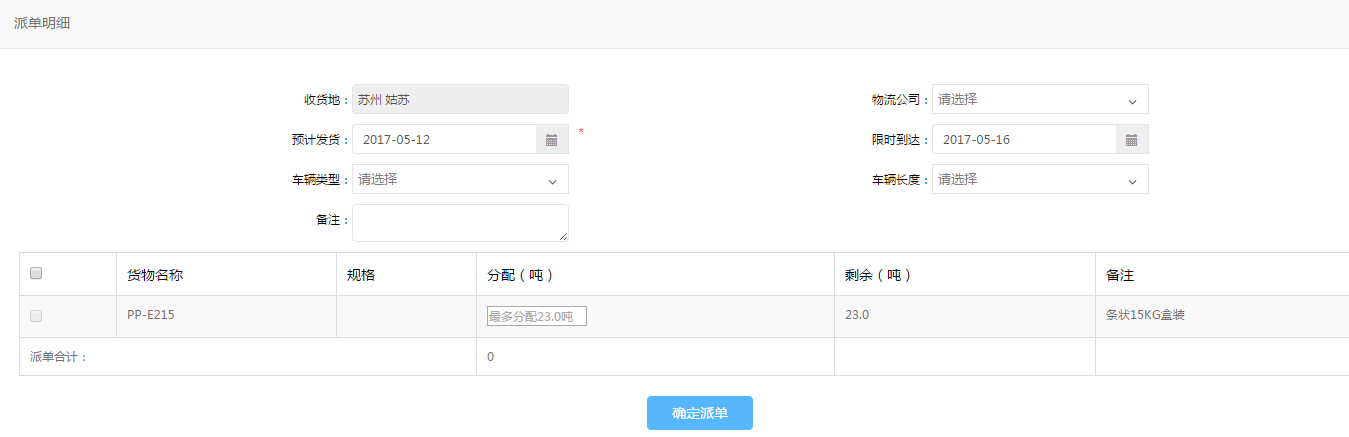 派单明细
收货地：苏州 姑苏 物流公司：请选择
预计发货：2017-05-12 * 限时到达：2017-05-16
车辆类型：请选择 车辆长度：请选择
备注：
货物名称 规格 分配（吨） 剩余（吨） 备注
PP-E215 最多分配23.0吨 23.0 条状15KG盒装
派单合计： 0
确定派单